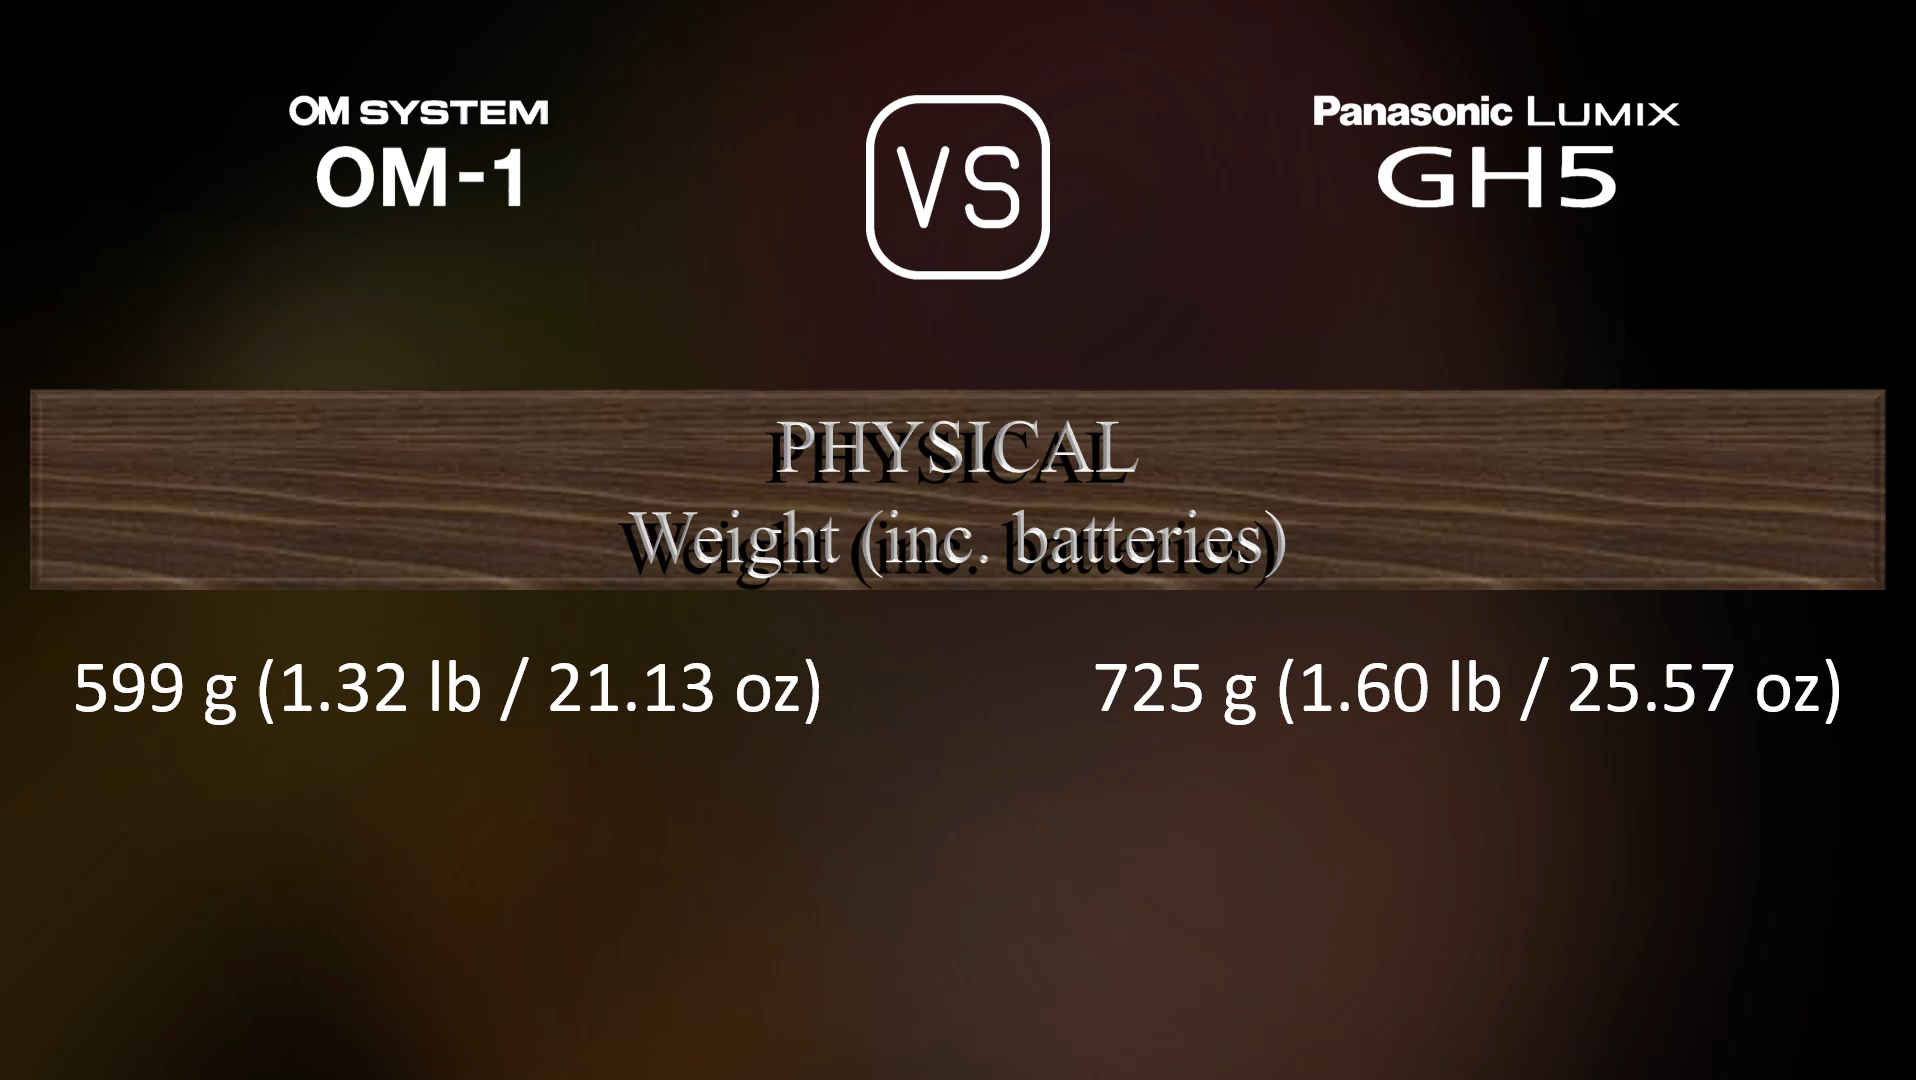 OM SYSTEM
OM-1
VS
Panasonic LUMIX
GH5
PHYSICAL
Weight (inc. batteries)
599 g (1.32 lb / 21.13 oz)
725 g (1.60 lb / 25.57 oz)